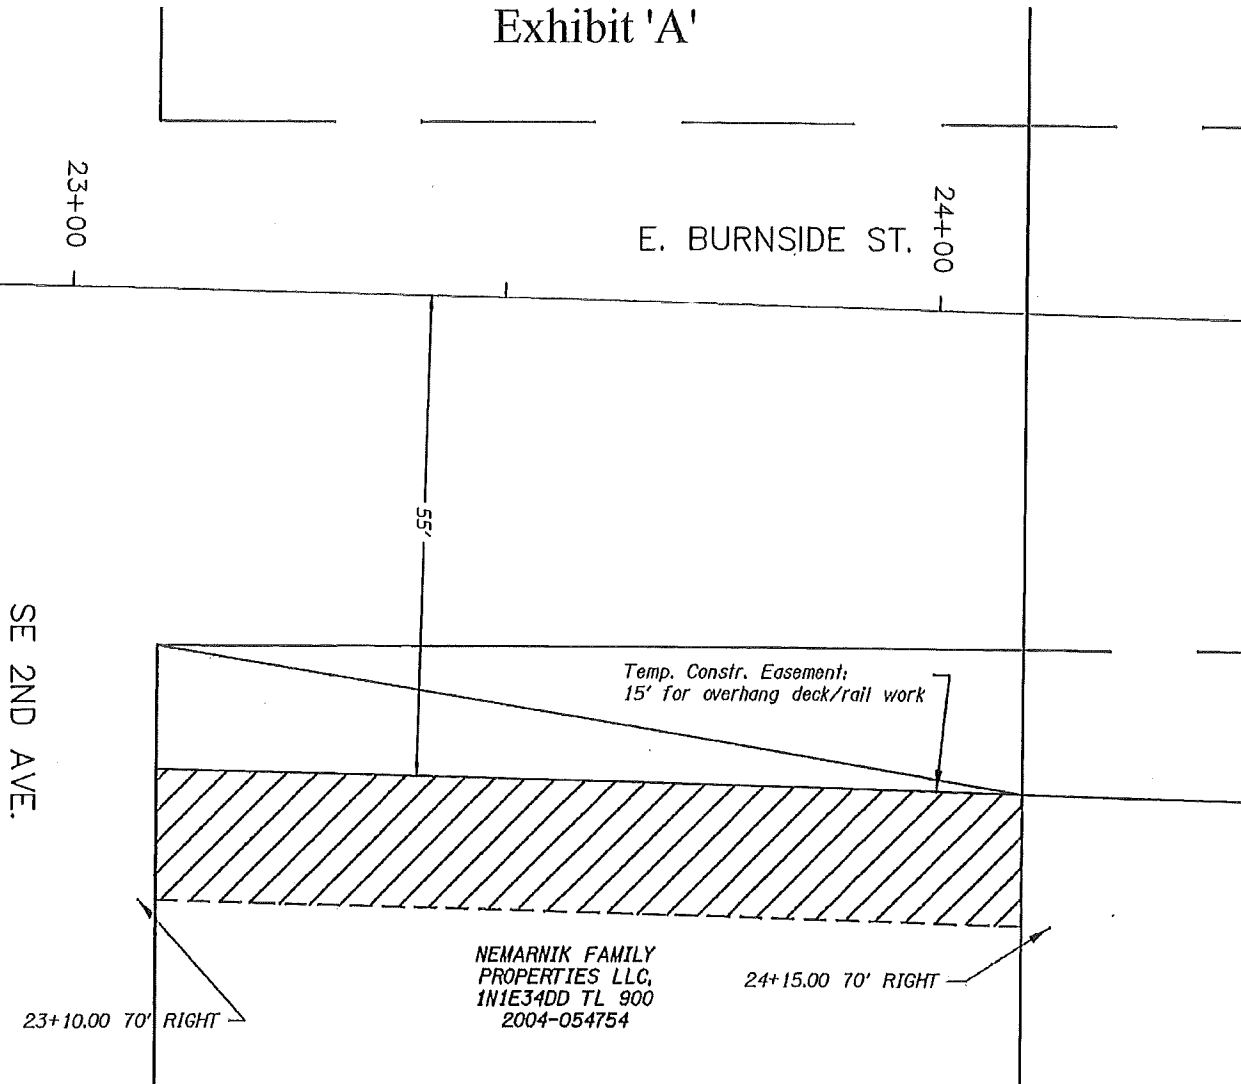 Exhibit 'A'
23+00
24+00
E. BURNSIDE ST.
55'
SE 2ND AVE.
Temp. Constr. Easement;
15' for overhang deck/rail work
NEMARNIK FAMILY
PROPERTIES LLC,
1N1E34DD TL 900
2004-054754
24+15.00 70' RIGHT
23+10.00 70' RIGHT